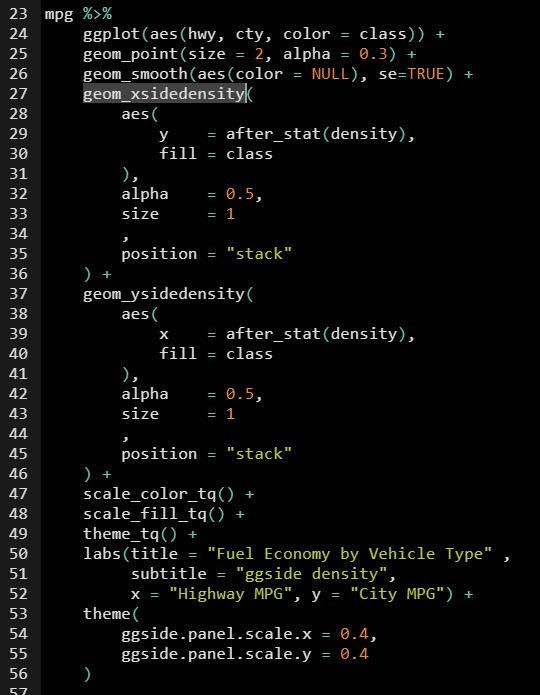 23 mpg %>%
24     ggplot(aes(hwy, cty, color = class)) +
25     geom_point(size = 2, alpha = 0.3) +
26     geom_smooth(aes(color = NULL), se=TRUE) +
27     geom_xsidedensity(
28         aes(
29             y    = after_stat(density),
30             fill = class
31         ),
32         alpha    = 0.5,
33         size     = 1
34         ,
35         position = "stack"
36     ) +
37     geom_ysidedensity(
38         aes(
39             x    = after_stat(density),
40             fill = class
41         ),
42         alpha    = 0.5,
43         size     = 1
44         ,
45         position = "stack"
46     ) +
47     scale_color_tq() +
48     scale_fill_tq() +
49     theme_tq() +
50     labs(title = "Fuel Economy by Vehicle Type" ,
51          subtitle = "ggside density",
52          x = "Highway MPG", y = "City MPG") +
53     theme(
54         ggside.panel.scale.x = 0.4,
55         ggside.panel.scale.y = 0.4
56     )
57